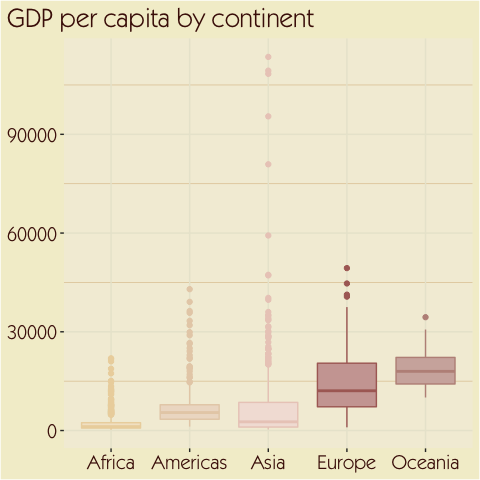 GDP per capita by continent
90000
60000
30000
0
Africa Americas Asia Europe Oceania